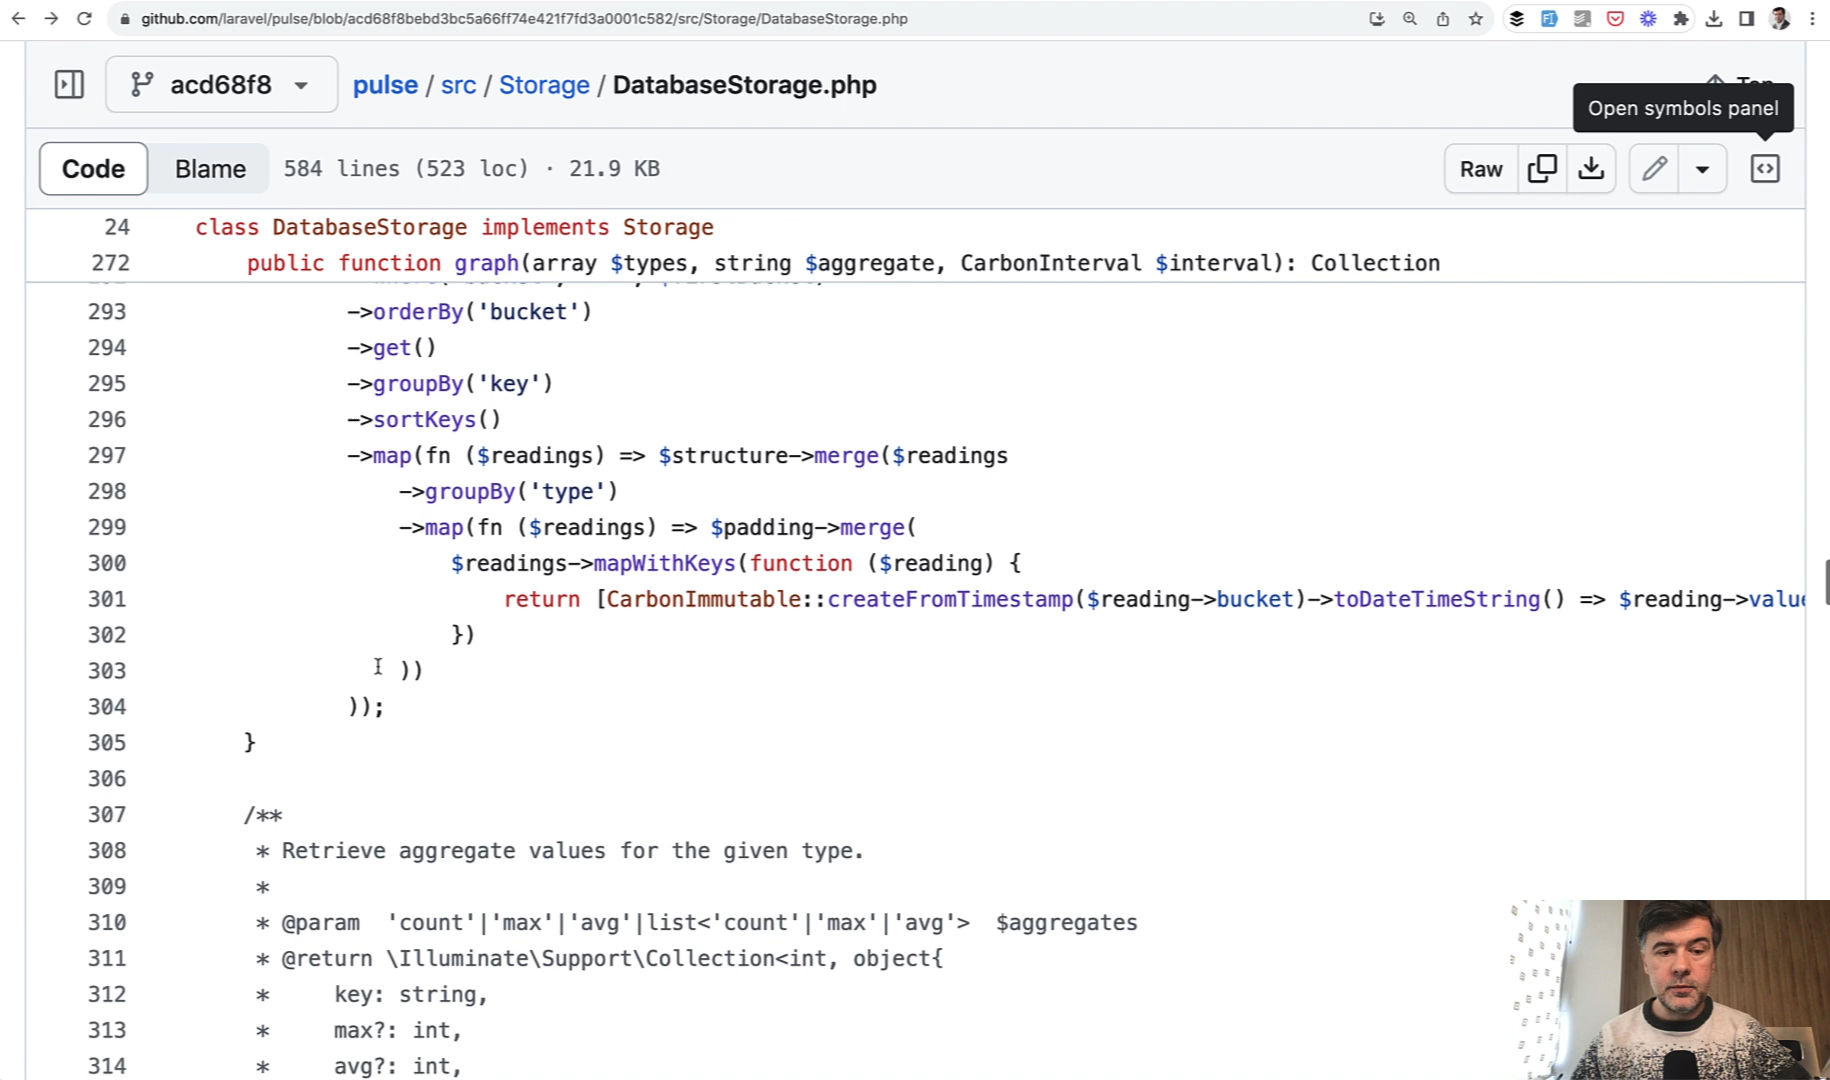 github.com/laravel/pulse/blob/acd68f8bebd3bc5a66ff74e421f7fd3a0001c582/src/Storage/DatabaseStorage.php
acd68f8
pulse / src / Storage / DatabaseStorage.php
Top
Open symbols panel
Code
Blame
584 lines (523 loc) · 21.9 KB
Raw
24 class DatabaseStorage implements Storage
272 public function graph(array $types, string $aggregate, CarbonInterval $interval): Collection
293 ->orderBy('bucket')
294 ->get()
295 ->groupBy('key')
296 ->sortKeys()
297 ->map(fn ($readings) => $structure->merge($readings
298 ->groupBy('type')
299 ->map(fn ($readings) => $padding->merge(
300 $readings->mapWithKeys(function ($reading) {
301 return [CarbonImmutable::createFromTimestamp($reading->bucket)->toDateTimeString() => $reading->value
302 })
303 ))
304 ));
305 }
306
307 /**
308 * Retrieve aggregate values for the given type.
309 *
310 * @param 'count'|'max'|'avg'|list<'count'|'max'|'avg'> $aggregates
311 * @return \Illuminate\Support\Collection<int, object{
312 * key: string,
313 * max?: int,
314 * avg?: int,